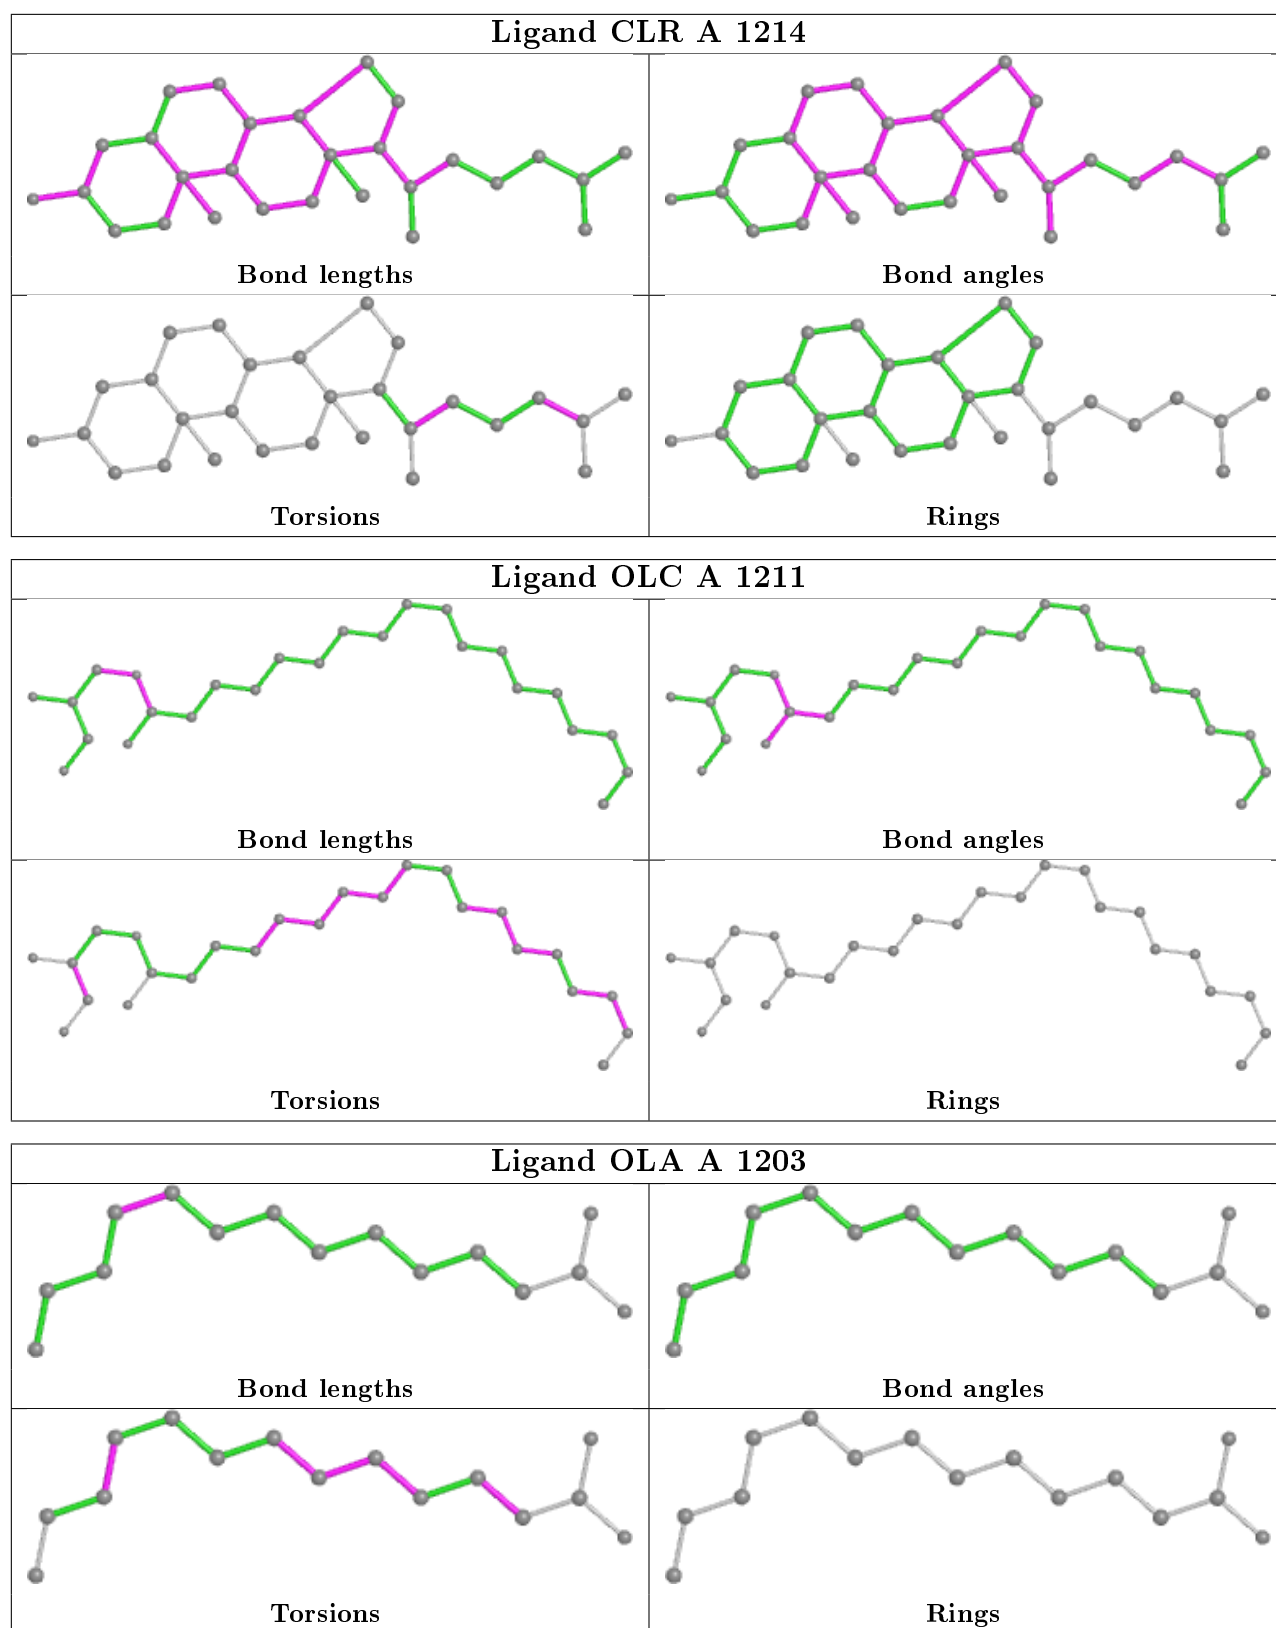 Ligand CLR A 1214
Bond lengths
Bond angles
Torsions
Rings
Ligand OLC A 1211
Bond lengths
Bond angles
Torsions
Rings
Ligand OLA A 1203
Bond lengths
Bond angles
Torsions
Rings